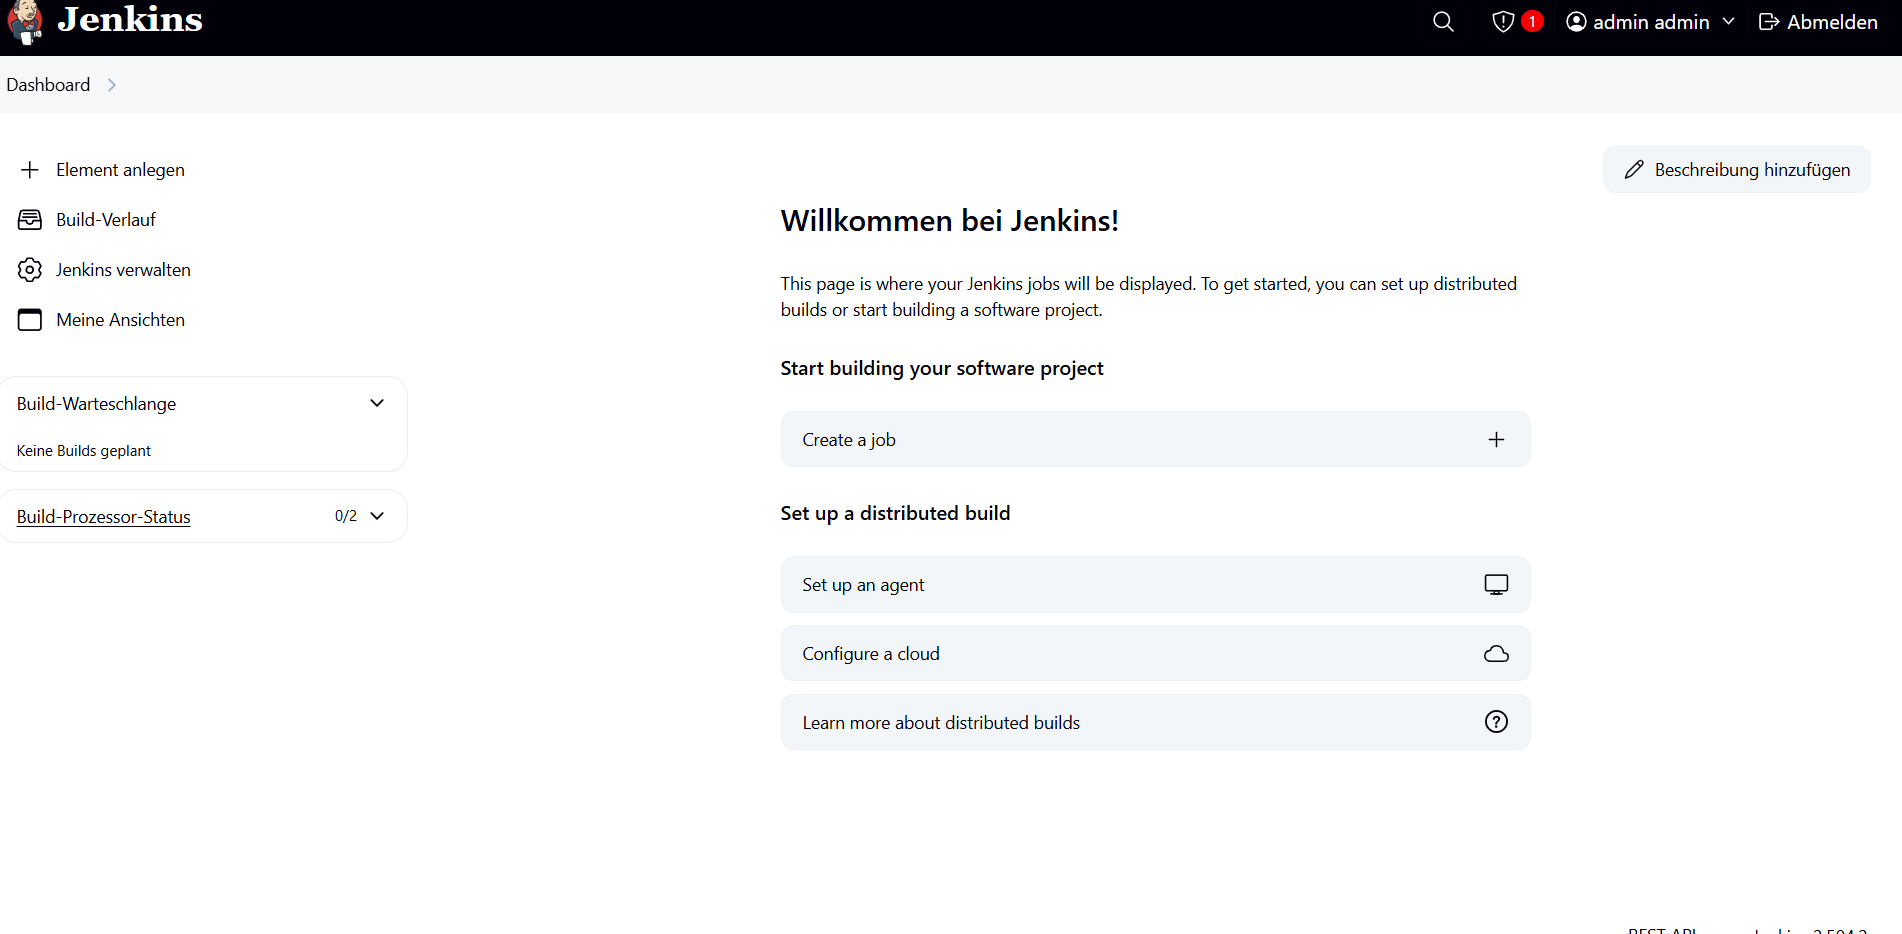 Jenkins
1
admin admin
Abmelden
Dashboard
Element anlegen
Build-Verlauf
Jenkins verwalten
Meine Ansichten
Build-Warteschlange
Keine Builds geplant
Build-Prozessor-Status
0/2
Beschreibung hinzufügen
Willkommen bei Jenkins!
This page is where your Jenkins jobs will be displayed. To get started, you can set up distributed
builds or start building a software project.
Start building your software project
Create a job
Set up a distributed build
Set up an agent
Configure a cloud
Learn more about distributed builds
REST API